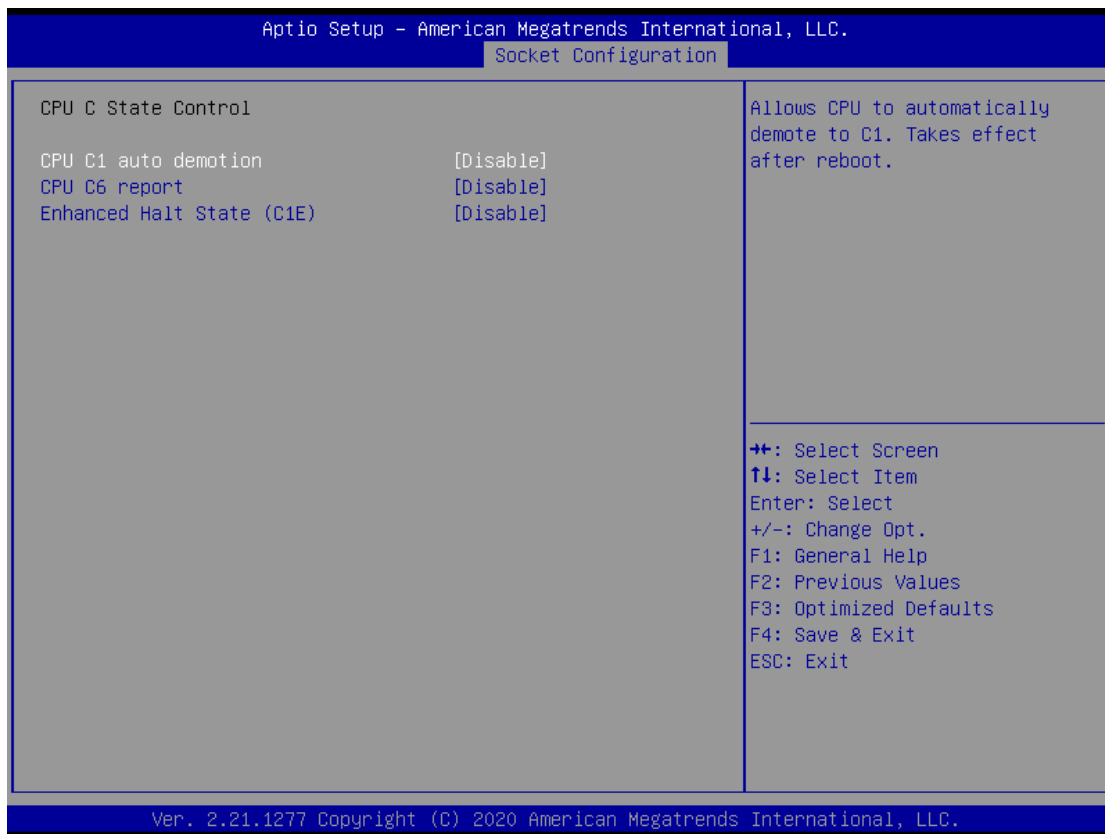 Aptio Setup – American Megatrends International, LLC.
Socket Configuration
CPU C State Control
CPU C1 auto demotion [Disable]
CPU C6 report [Disable]
Enhanced Halt State (C1E) [Disable]
Allows CPU to automatically
demote to C1. Takes effect
after reboot.
→←: Select Screen
↑↓: Select Item
Enter: Select
+/-: Change Opt.
F1: General Help
F2: Previous Values
F3: Optimized Defaults
F4: Save & Exit
ESC: Exit
Ver. 2.21.1277 Copyright (C) 2020 American Megatrends International, LLC.